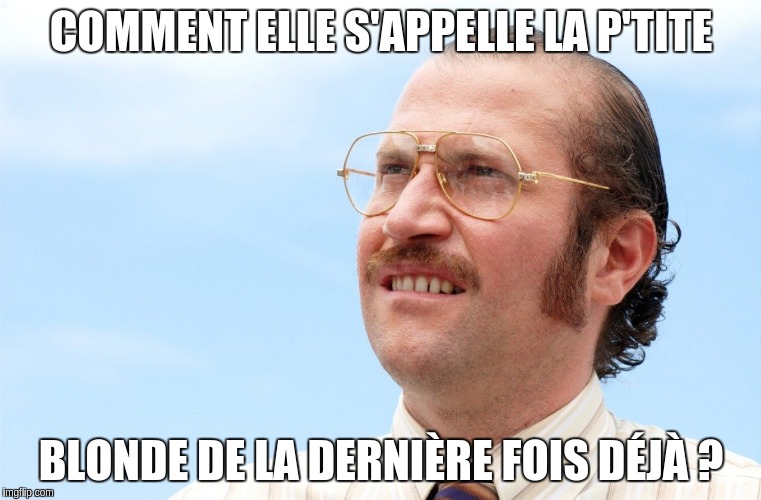 COMMENT ELLE S'APPELLE LA P'TITE
BLONDE DE LA DERNIÈRE FOIS DÉJÀ ?
imgflip.com